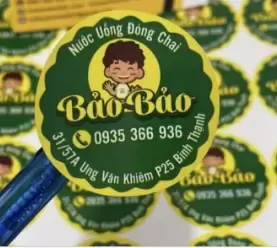 Nước Uống Đóng Chai
Bảo-Bảo
0935 366 936
31/57A Ung Văn Khiêm P25 Bình Thạnh